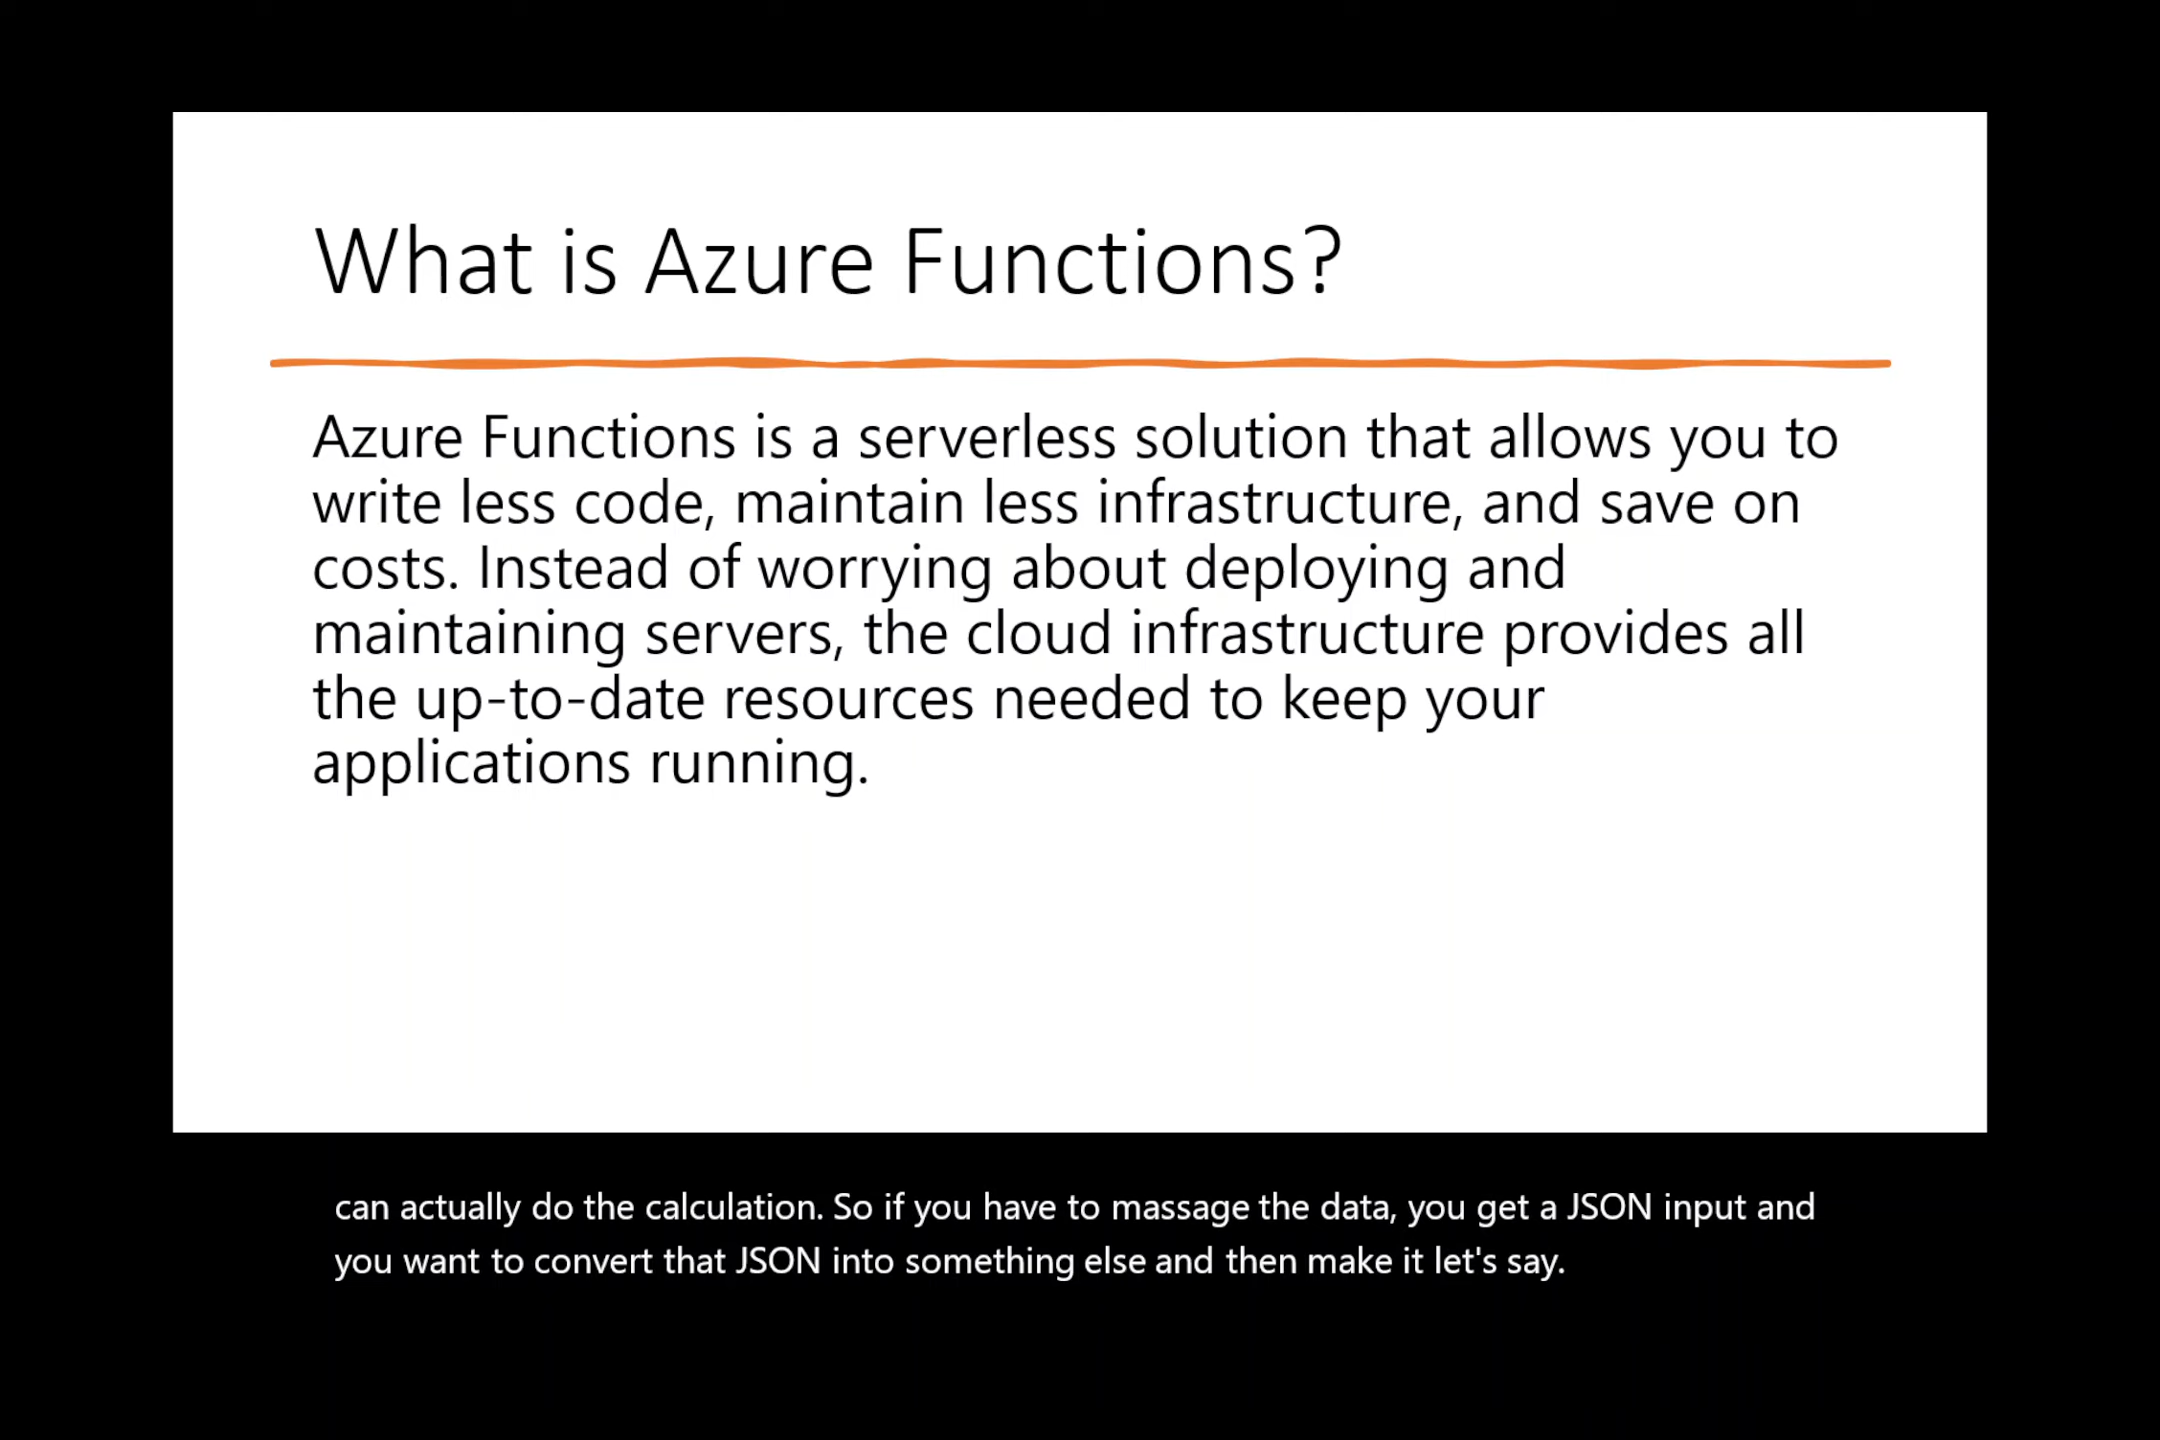 What is Azure Functions?
Azure Functions is a serverless solution that allows you to
write less code, maintain less infrastructure, and save on
costs. Instead of worrying about deploying and
maintaining servers, the cloud infrastructure provides all
the up-to-date resources needed to keep your
applications running.
can actually do the calculation. So if you have to massage the data, you get a JSON input and
you want to convert that JSON into something else and then make it let's say.